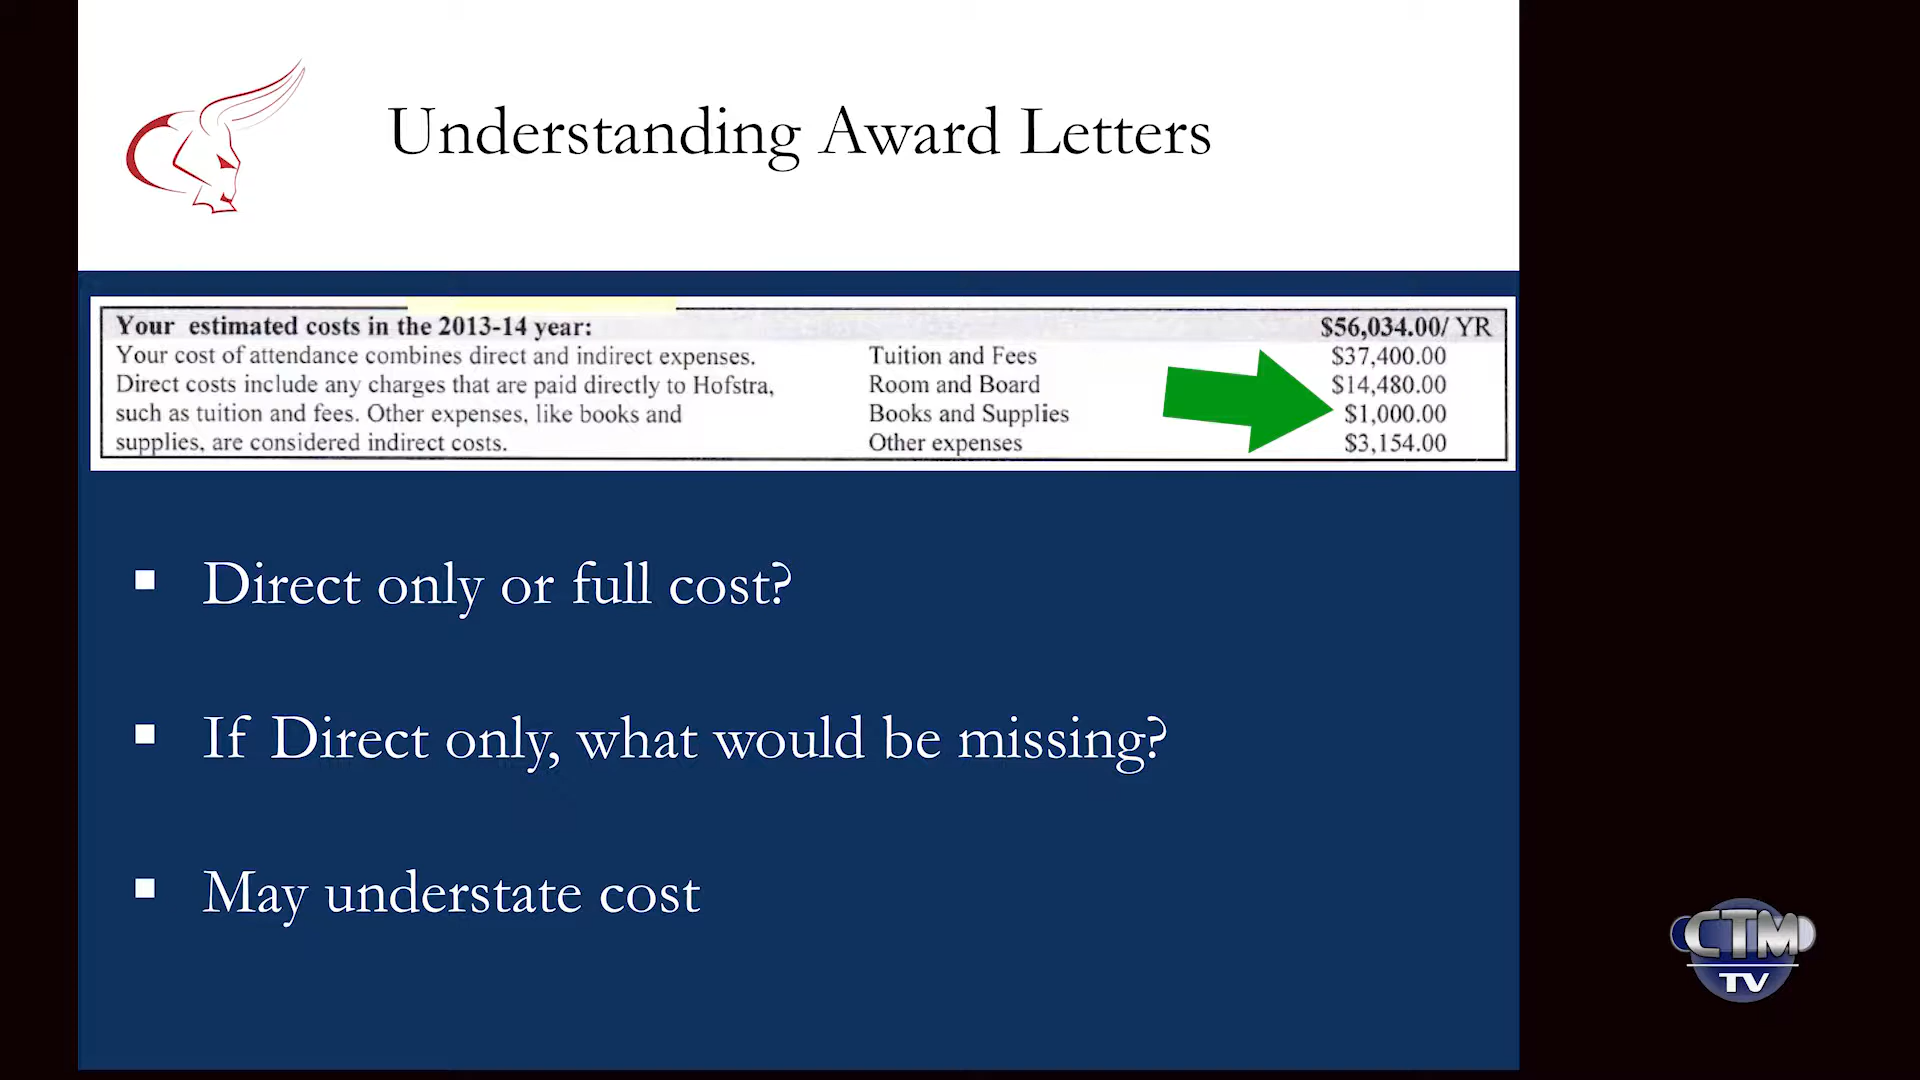 Understanding Award Letters
Your estimated costs in the 2013-14 year: $56,034.00/ YR
Your cost of attendance combines direct and indirect expenses. Tuition and Fees $37,400.00
Direct costs include any charges that are paid directly to Hofstra, Room and Board $14,480.00
such as tuition and fees. Other expenses, like books and Books and Supplies $1,000.00
supplies, are considered indirect costs. Other expenses $3,154.00
▪ Direct only or full cost?
▪ If Direct only, what would be missing?
▪ May understate cost
CTM
TV